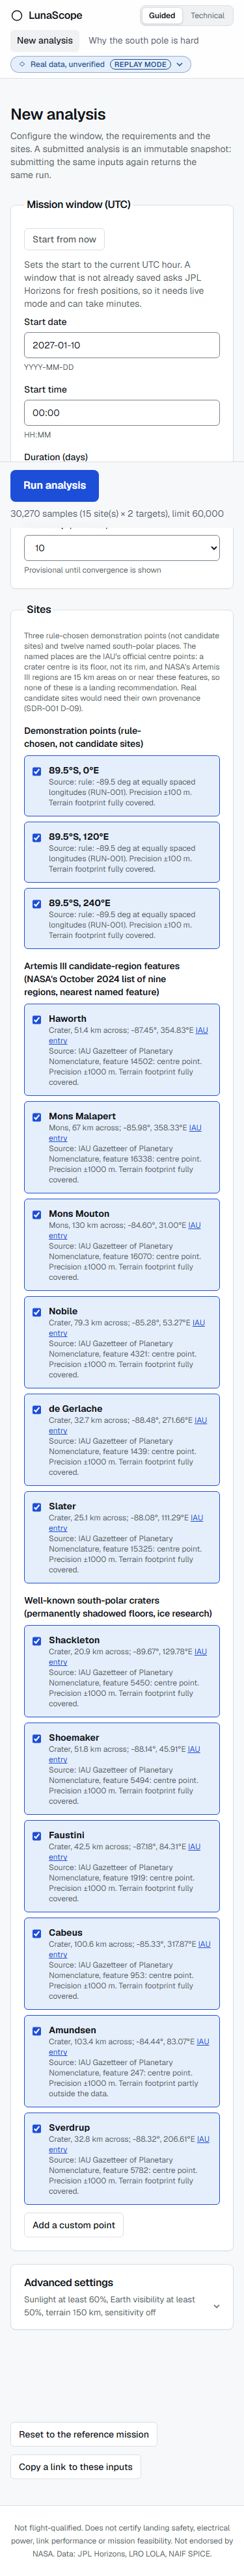 LunaScope
Guided
Technical
New analysis
Why the south pole is hard
Real data, unverified
REPLAY MODE
New analysis
Configure the window, the requirements and the
sites. A submitted analysis is an immutable snapshot:
submitting the same inputs again returns the
same run.
Mission window (UTC)
Start from now
Sets the start to the current UTC hour. A
window that is not already saved asks JPL
Horizons for fresh positions, so it needs live
mode and can take minutes.
Start date
2027-01-10
YYYY-MM-DD
Start time
00:00
HH:MM
Duration (days)
Run analysis
30,270 samples (15 site(s) × 2 targets), limit 60,000
10
Provisional until convergence is shown
Sites
Three rule-chosen demonstration points (not candidate
sites) and twelve named south-polar places. The
named places are the IAU's official centre points: a
crater centre is its floor, not its rim, and NASA's Artemis
III regions are 15 km areas on or near these features, so
none of these is a landing recommendation. Real
candidate sites would need their own provenance
(SDR-001 D-09).
Demonstration points (rule-
chosen, not candidate sites)
89.5°S, 0°E
Source: rule: -89.5 deg at equally spaced
longitudes (RUN-001). Precision ±100 m.
Terrain footprint fully covered.
89.5°S, 120°E
Source: rule: -89.5 deg at equally spaced
longitudes (RUN-001). Precision ±100 m.
Terrain footprint fully covered.
89.5°S, 240°E
Source: rule: -89.5 deg at equally spaced
longitudes (RUN-001). Precision ±100 m.
Terrain footprint fully covered.
Artemis III candidate-region features
(NASA's October 2024 list of nine
regions, nearest named feature)
Haworth
Crater, 51.4 km across; -87.45°, 354.83°E IAU
entry
Source: IAU Gazetteer of Planetary
Nomenclature, feature 14502: centre point.
Precision ±1000 m. Terrain footprint fully
covered.
Mons Malapert
Mons, 67 km across; -85.98°, 358.33°E IAU
entry
Source: IAU Gazetteer of Planetary
Nomenclature, feature 16338: centre point.
Precision ±1000 m. Terrain footprint fully
covered.
Mons Mouton
Mons, 130 km across; -84.60°, 31.00°E IAU
entry
Source: IAU Gazetteer of Planetary
Nomenclature, feature 16070: centre point.
Precision ±1000 m. Terrain footprint fully
covered.
Nobile
Crater, 79.3 km across; -85.28°, 53.27°E IAU
entry
Source: IAU Gazetteer of Planetary
Nomenclature, feature 4321: centre point.
Precision ±1000 m. Terrain footprint fully
covered.
de Gerlache
Crater, 32.7 km across; -88.48°, 271.66°E IAU
entry
Source: IAU Gazetteer of Planetary
Nomenclature, feature 1439: centre point.
Precision ±1000 m. Terrain footprint fully
covered.
Slater
Crater, 25.1 km across; -88.08°, 111.29°E IAU
entry
Source: IAU Gazetteer of Planetary
Nomenclature, feature 15325: centre point.
Precision ±1000 m. Terrain footprint fully
covered.
Well-known south-polar craters
(permanently shadowed floors, ice research)
Shackleton
Crater, 20.9 km across; -89.67°, 129.78°E IAU
entry
Source: IAU Gazetteer of Planetary
Nomenclature, feature 5450: centre point.
Precision ±1000 m. Terrain footprint fully
covered.
Shoemaker
Crater, 51.8 km across; -88.14°, 45.91°E IAU
entry
Source: IAU Gazetteer of Planetary
Nomenclature, feature 5494: centre point.
Precision ±1000 m. Terrain footprint fully
covered.
Faustini
Crater, 42.5 km across; -87.18°, 84.31°E IAU
entry
Source: IAU Gazetteer of Planetary
Nomenclature, feature 1919: centre point.
Precision ±1000 m. Terrain footprint fully
covered.
Cabeus
Crater, 100.6 km across; -85.33°, 317.87°E IAU
entry
Source: IAU Gazetteer of Planetary
Nomenclature, feature 953: centre point.
Precision ±1000 m. Terrain footprint fully
covered.
Amundsen
Crater, 103.4 km across; -84.44°, 83.07°E IAU
entry
Source: IAU Gazetteer of Planetary
Nomenclature, feature 247: centre point.
Precision ±1000 m. Terrain footprint partly
outside the data.
Sverdrup
Crater, 32.8 km across; -88.32°, 206.61°E IAU
entry
Source: IAU Gazetteer of Planetary
Nomenclature, feature 5782: centre point.
Precision ±1000 m. Terrain footprint fully
covered.
Add a custom point
Advanced settings
Sunlight at least 60%, Earth visibility at least
50%, terrain 150 km, sensitivity off
Reset to the reference mission
Copy a link to these inputs
Not flight-qualified. Does not certify landing safety, electrical
power, link performance or mission feasibility. Not endorsed by
NASA. Data: JPL Horizons, LRO LOLA, NAIF SPICE.